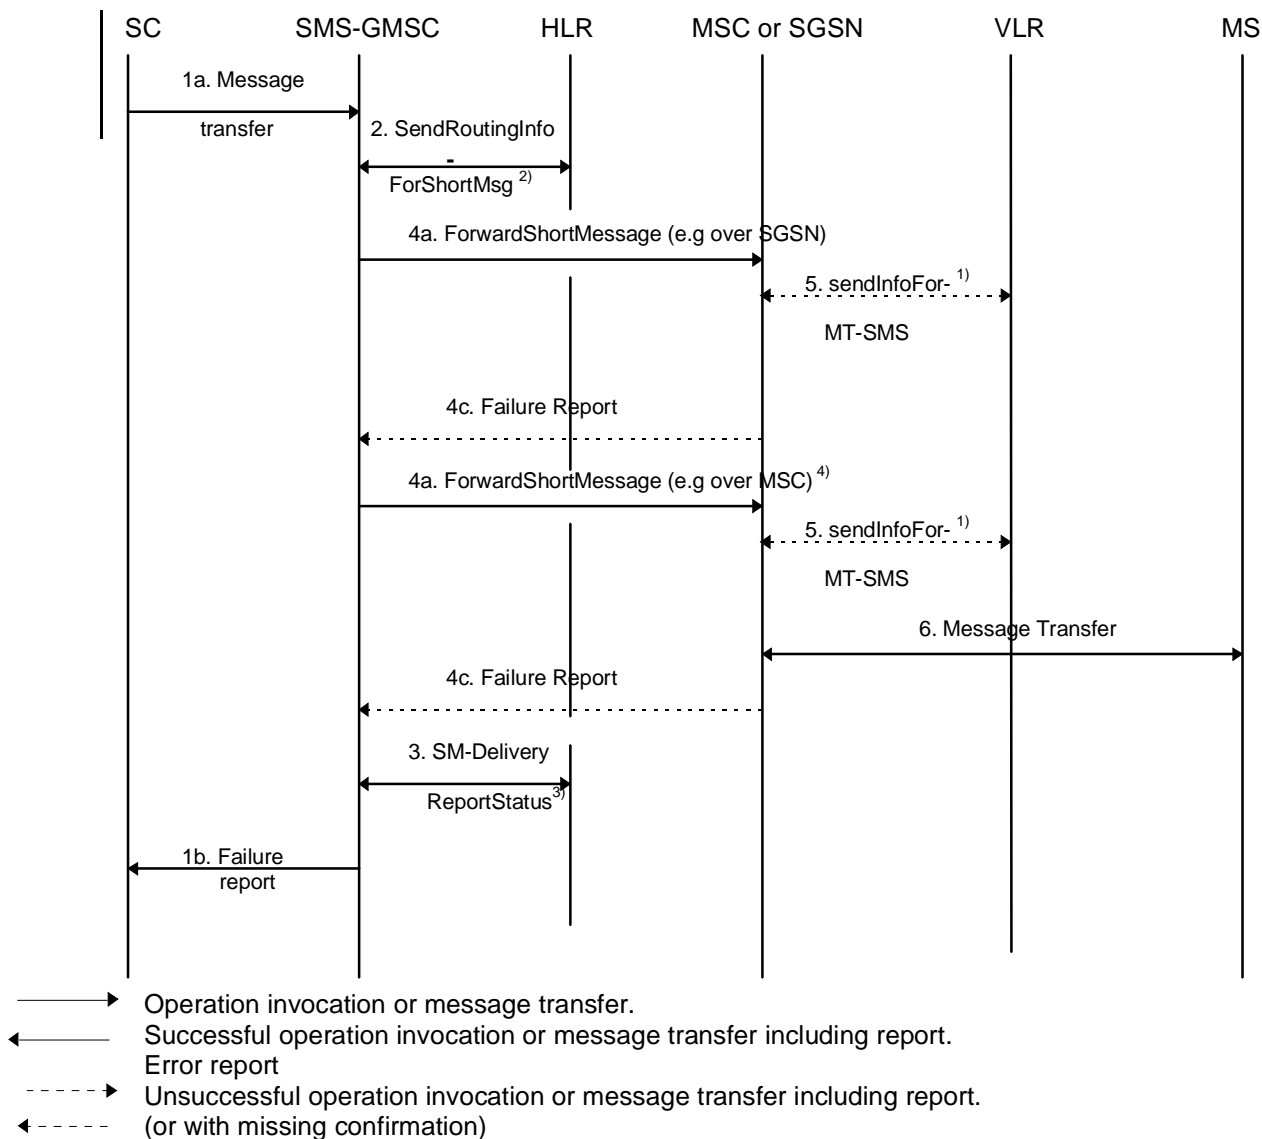 SC SMS-GMSC HLR MSC or SGSN VLR MS
1a. Message
transfer
2. SendRoutingInfo
-
ForShortMsg 2)
4a. ForwardShortMessage (e.g over SGSN)
5. sendInfoFor- 1)
MT-SMS
4c. Failure Report
4a. ForwardShortMessage (e.g over MSC) 4)
5. sendInfoFor- 1)
MT-SMS
6. Message Transfer
4c. Failure Report
3. SM-Delivery
ReportStatus3)
1b. Failure
report
Operation invocation or message transfer.
Successful operation invocation or message transfer including report.
Error report
Unsuccessful operation invocation or message transfer including report.
(or with missing confirmation)